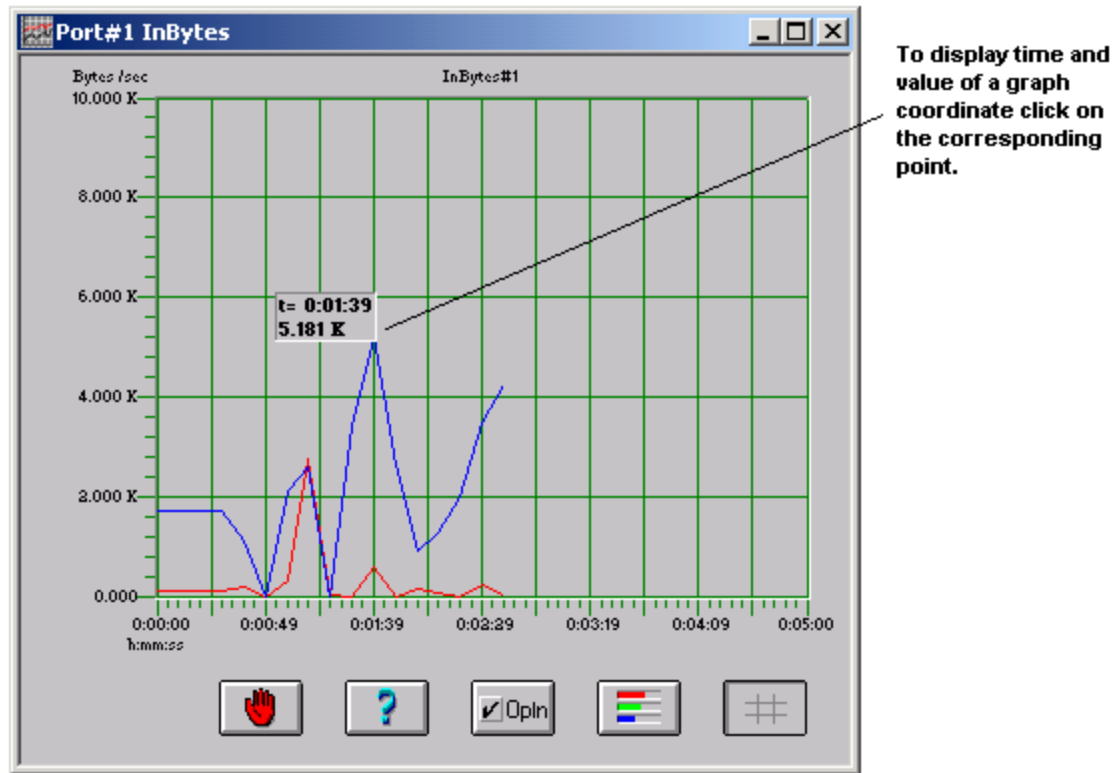 Port#1 InBytes
Bytes /sec
InBytes#1
10.000 K
8.000 K
6.000 K
4.000 K
2.000 K
0.000
t= 0:01:39
5.181 K
0:00:00
0:00:49
0:01:39
0:02:29
0:03:19
0:04:09
0:05:00
h:mm:ss
OpIn
To display time and
value of a graph
coordinate click on
the corresponding
point.